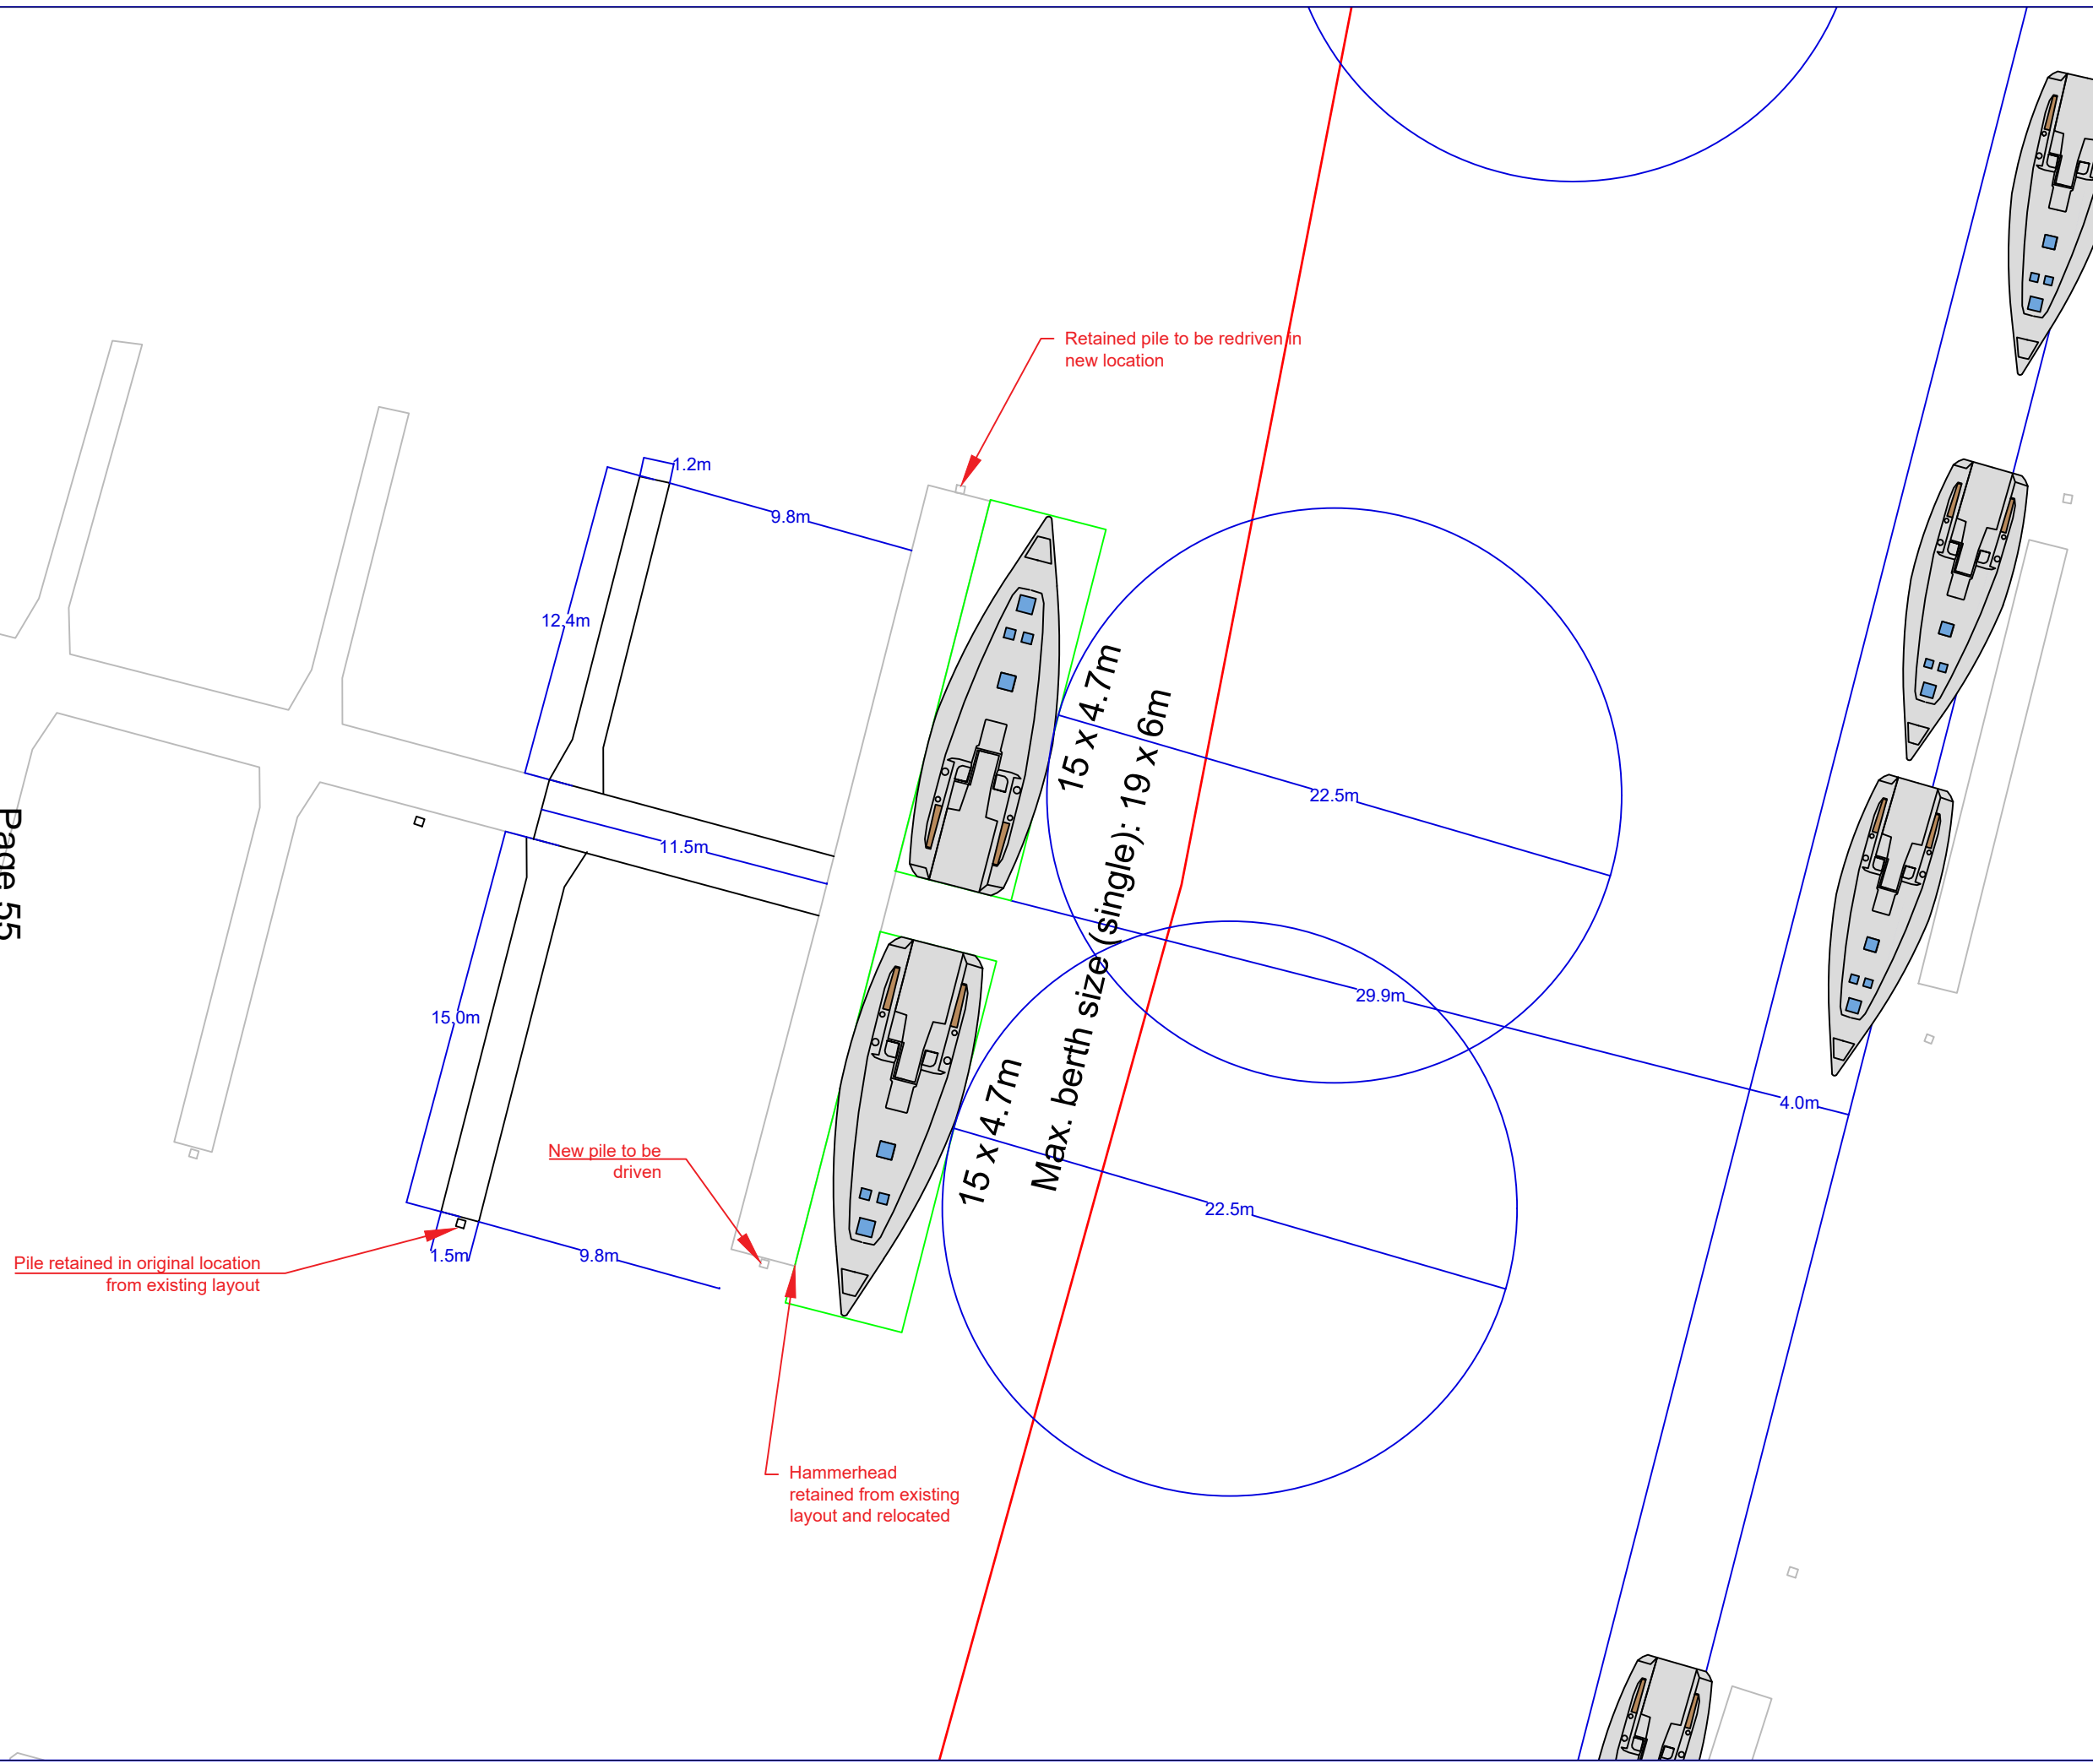 Retained pile to be redriven in
new location
1.2m
9.8m
12.4m
15 x 4.7m
Max. berth size (single): 19 x 6m
22.5m
11.5m
Page 55
29.9m
15.0m
15 x 4.7m
4.0m
New pile to be
driven
22.5m
Pile retained in original location
from existing layout
1.5m
9.8m
Hammerhead
retained from existing
layout and relocated